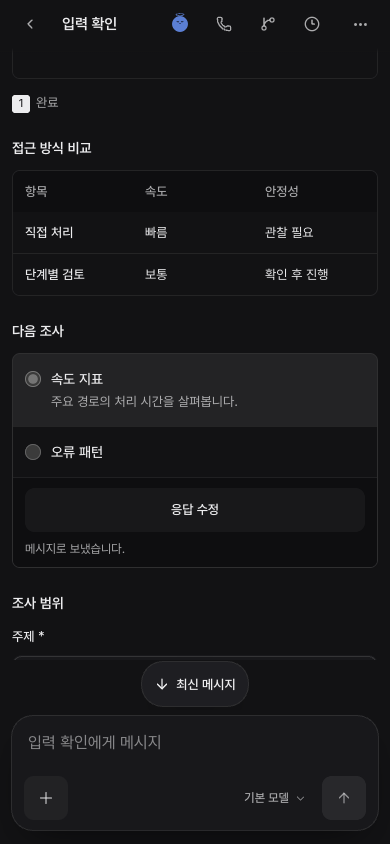 입력 확인
1 완료
접근 방식 비교
항목 속도 안정성
직접 처리 빠름 관찰 필요
단계별 검토 보통 확인 후 진행
다음 조사
속도 지표
주요 경로의 처리 시간을 살펴봅니다.
오류 패턴
응답 수정
메시지로 보냈습니다.
조사 범위
주제 *
최신 메시지
입력 확인에게 메시지
기본 모델